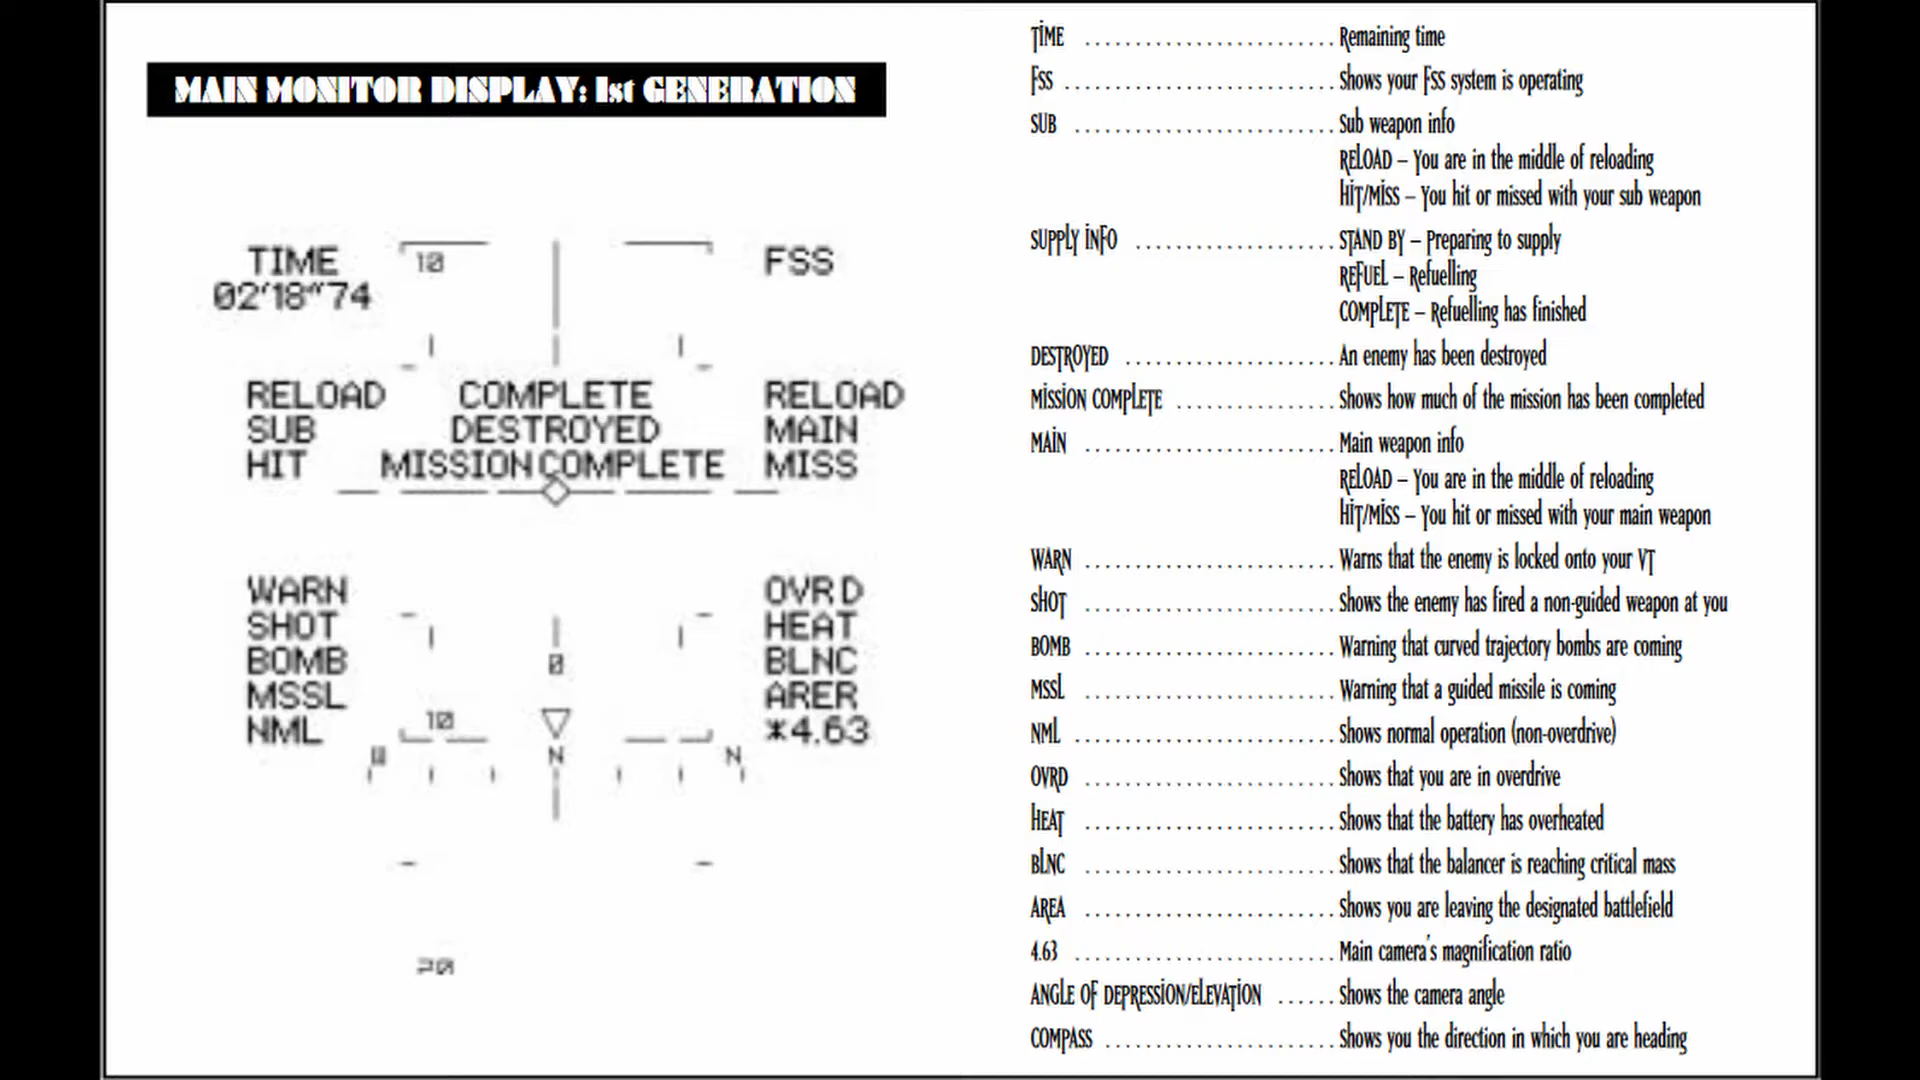 MAIN MONITOR DISPLAY: 1st GENERATION
TIME
02'18"74
10
FSS
RELOAD
SUB
HIT
COMPLETE
DESTROYED
MISSION COMPLETE
RELOAD
MAIN
MISS
WARN
SHOT
BOMB
MSSL
NML
0
10
OVRD
HEAT
BLNC
ARER
*4.63
N
N
TIME ......................... Remaining time
FSS ........................... Shows your FSS system is operating
SUB .......................... Sub weapon info
RELOAD – You are in the middle of reloading
HIT/MISS – You hit or missed with your sub weapon
SUPPLY INFO .................... STAND BY – Preparing to supply
REFUEL – Refuelling
COMPLETE – Refuelling has finished
DESTROYED ..................... An enemy has been destroyed
MISSION COMPLETE ................ Shows how much of the mission has been completed
MAIN ......................... Main weapon info
RELOAD – You are in the middle of reloading
HIT/MISS – You hit or missed with your main weapon
WARN ......................... Warns that the enemy is locked onto your VT
SHOT ......................... Shows the enemy has fired a non-guided weapon at you
BOMB ......................... Warning that curved trajectory bombs are coming
MSSL ......................... Warning that a guided missile is coming
NML .......................... Shows normal operation (non-overdrive)
OVRD ......................... Shows that you are in overdrive
HEAT ......................... Shows that the battery has overheated
BLNC ......................... Shows that the balancer is reaching critical mass
AREA ......................... Shows you are leaving the designated battlefield
4.63 .......................... Main camera's magnification ratio
ANGLE OF DEPRESSION/ELEVATION ...... Shows the camera angle
COMPASS ....................... Shows you the direction in which you are heading